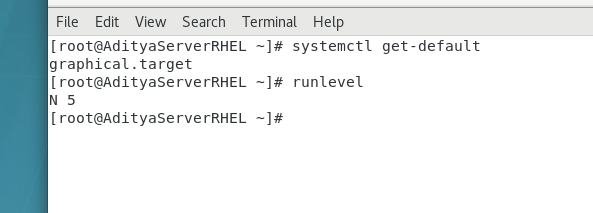 File Edit View Search Terminal Help
[root@AdityaServerRHEL ~]# systemctl get-default
graphical.target
[root@AdityaServerRHEL ~]# runlevel
N 5
[root@AdityaServerRHEL ~]#